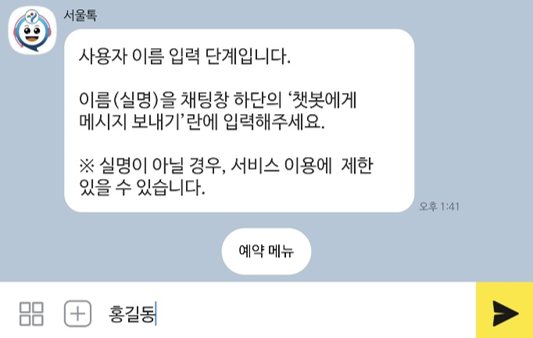 서울톡
사용자 이름 입력 단계입니다.
이름(실명)을 채팅창 하단의 ‘챗봇에게
메시지 보내기’란에 입력해주세요.
※ 실명이 아닐 경우, 서비스 이용에 제한
있을 수 있습니다.
오후 1:41
예약 메뉴
홍길동